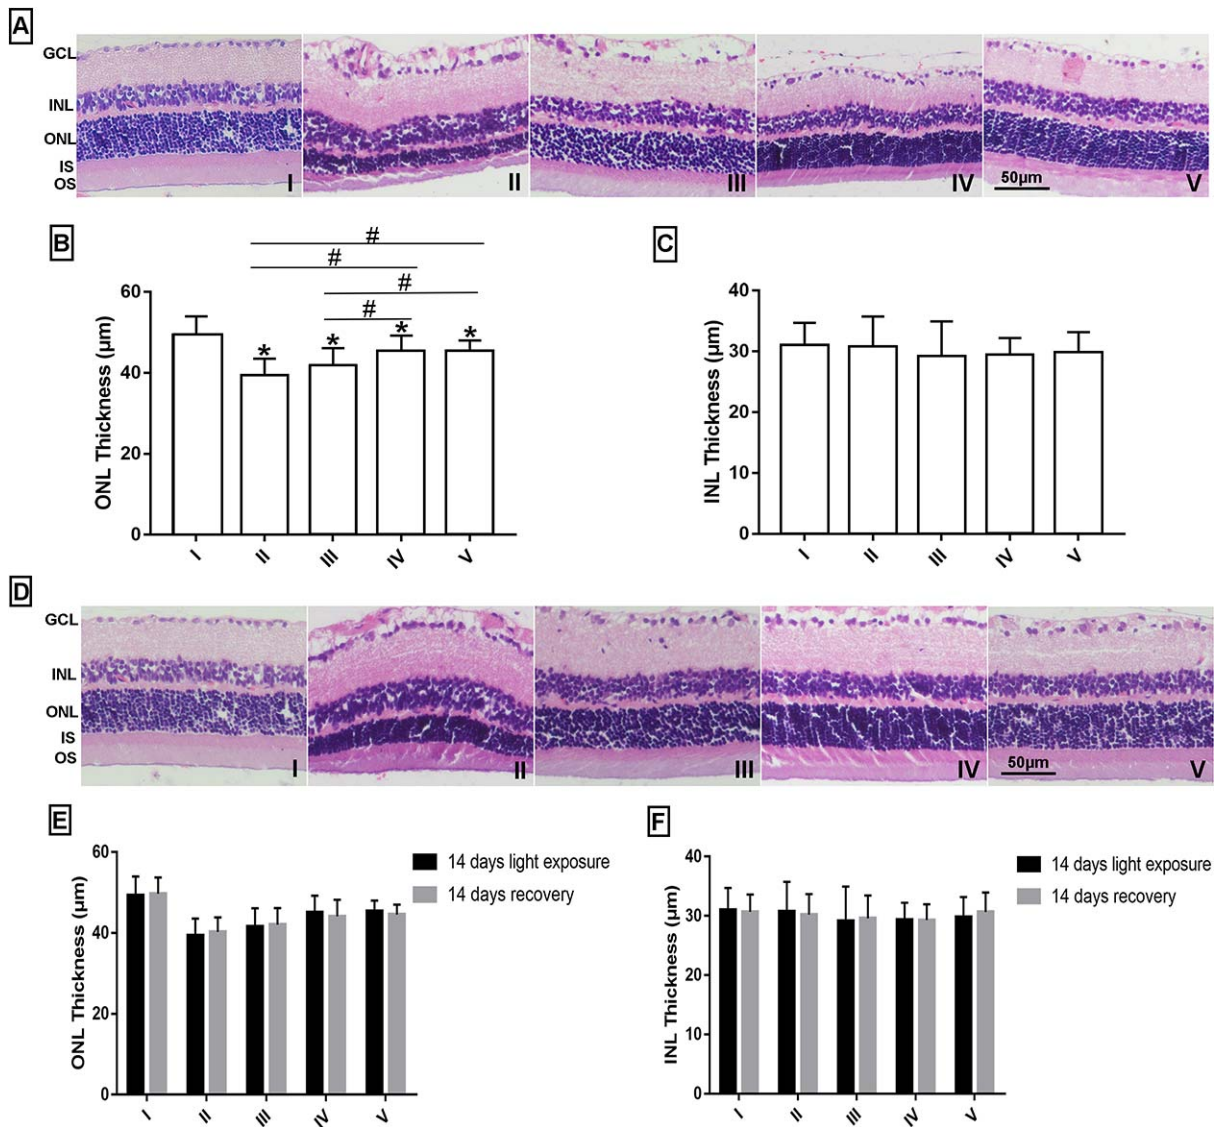 A
GCL
INL
ONL
IS
OS
I
II
III
IV
V
50μm
B
#
#
#
#
ONL Thickness (μm)
60
40
20
0
*
*
*
*
I
II
III
IV
V
C
INL Thickness (μm)
40
30
20
10
0
I
II
III
IV
V
D
GCL
INL
ONL
IS
OS
I
II
III
IV
V
50μm
E
ONL Thickness (μm)
60
40
20
0
I
II
III
IV
V
14 days light exposure
14 days recovery
F
INL Thickness (μm)
40
30
20
10
0
I
II
III
IV
V
14 days light exposure
14 days recovery